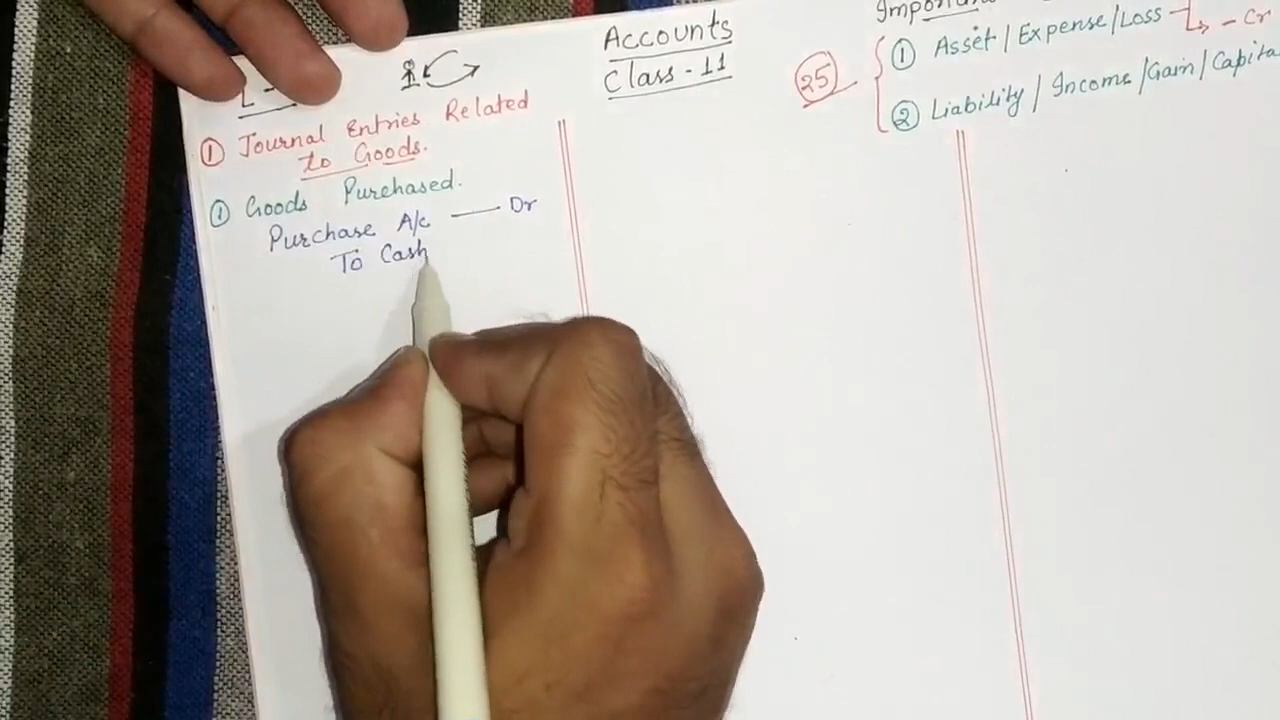 Accounts
Class - 11
① Journal Entries Related
to Goods.
① Goods Purchased.
Purchase A/c —— Dr
To Cash
25
① Asset / Expense / Loss → - Cr
② Liability / Income / Gain / Capita